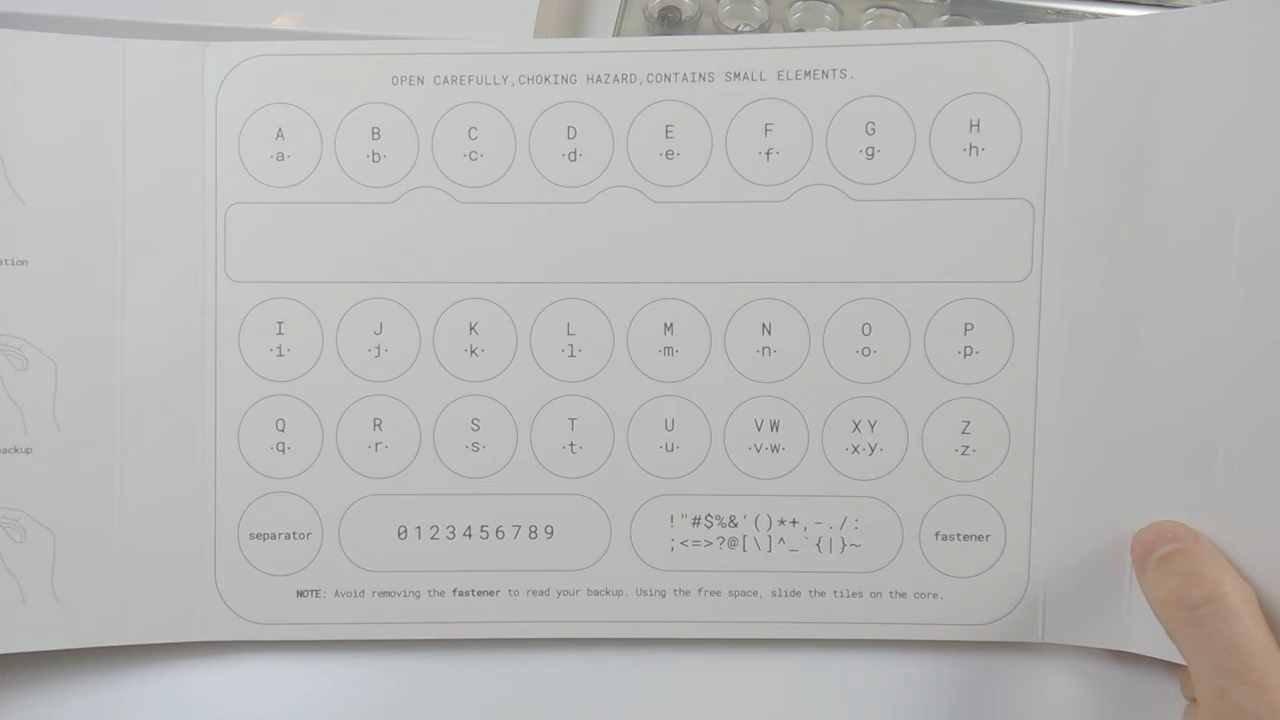 OPEN CAREFULLY, CHOKING HAZARD, CONTAINS SMALL ELEMENTS.
A B C D E F G H
·a· ·b· ·c· ·d· ·e· ·f· ·g· ·h·
ation
I J K L M N O P
·i· ·j· ·k· ·l· ·m· ·n· ·o· ·p·
Q R S T U V W X Y Z
·q· ·r· ·s· ·t· ·u· ·v·w· ·x·y· ·z·
backup
separator
0123456789
!"#$%&'()*+,-./:
;<=>?@[\]^_`{|}~
fastener
NOTE: Avoid removing the fastener to read your backup. Using the free space, slide the tiles on the core.